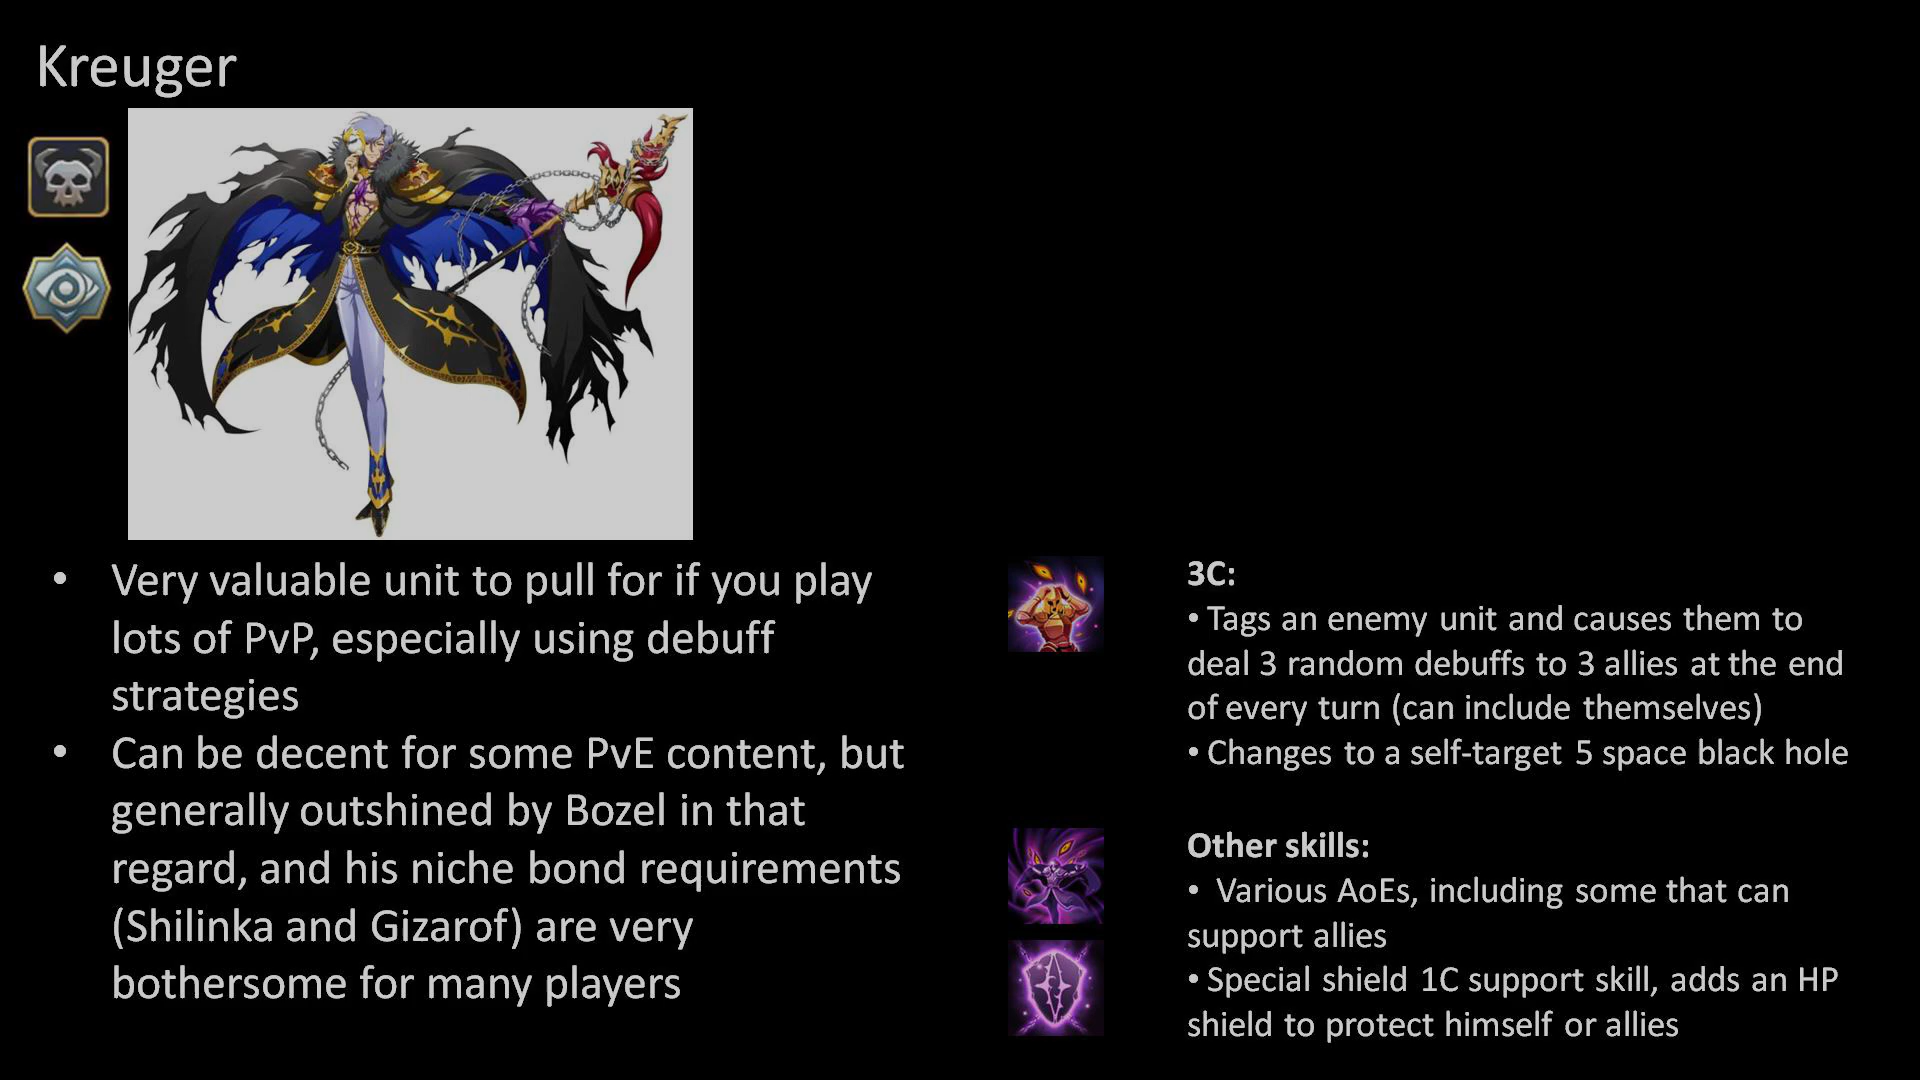 Kreuger
• Very valuable unit to pull for if you play
lots of PvP, especially using debuff
strategies
• Can be decent for some PvE content, but
generally outshined by Bozel in that
regard, and his niche bond requirements
(Shilinka and Gizarof) are very
bothersome for many players
3C:
• Tags an enemy unit and causes them to
deal 3 random debuffs to 3 allies at the end
of every turn (can include themselves)
• Changes to a self-target 5 space black hole
Other skills:
• Various AoEs, including some that can
support allies
• Special shield 1C support skill, adds an HP
shield to protect himself or allies